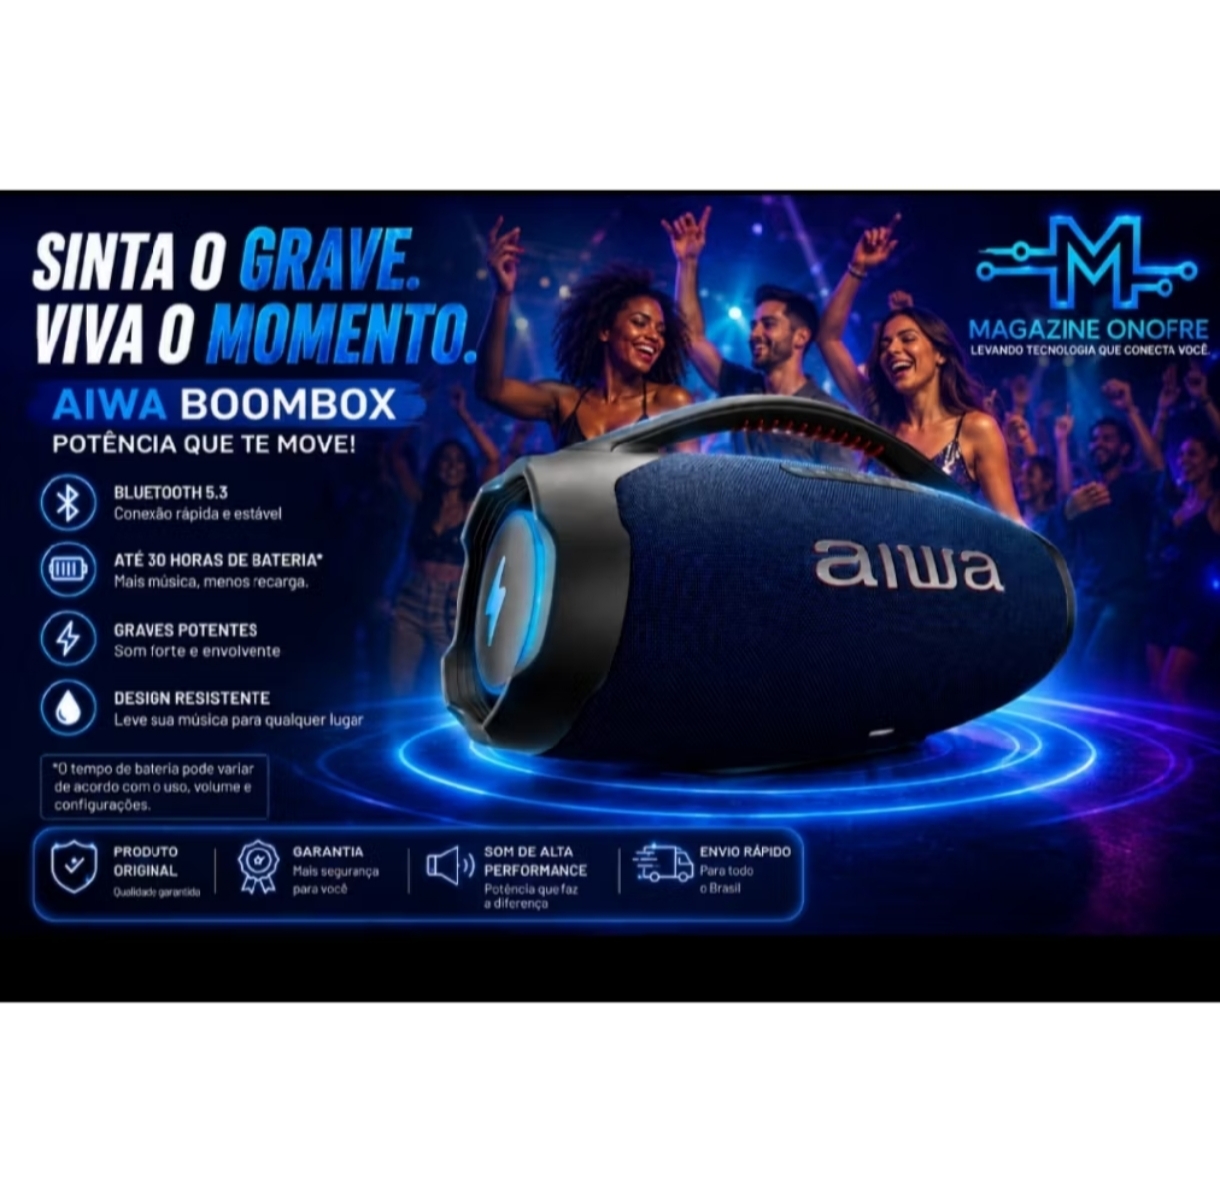 SINTA O GRAVE.
VIVA O MOMENTO.
AIWA BOOMBOX
POTÊNCIA QUE TE MOVE!
BLUETOOTH 5.3
Conexão rápida e estável
ATÉ 30 HORAS DE BATERIA*
Mais música, menos recarga.
GRAVES POTENTES
Som forte e envolvente
DESIGN RESISTENTE
Leve sua música para qualquer lugar
*O tempo de bateria pode variar
de acordo com o uso, volume e
configurações.
MAGAZINE ONOFRE
LEVANDO TECNOLOGIA QUE CONECTA VOCÊ.
aiwa
PRODUTO
ORIGINAL
Qualidade garantida
GARANTIA
Mais segurança
para você
SOM DE ALTA
PERFORMANCE
Potência que faz
a diferença
ENVIO RÁPIDO
Para todo
o Brasil